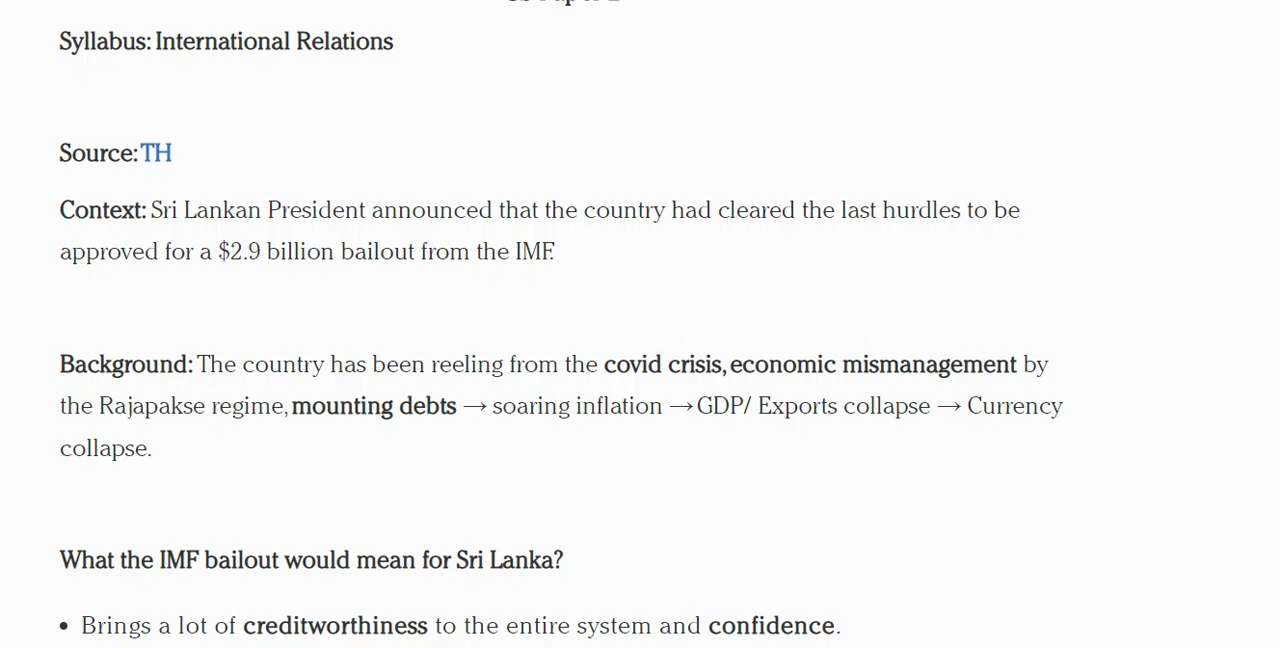 Syllabus: International Relations
Source: TH
Context: Sri Lankan President announced that the country had cleared the last hurdles to be
approved for a $2.9 billion bailout from the IMF.
Background: The country has been reeling from the covid crisis, economic mismanagement by
the Rajapakse regime, mounting debts → soaring inflation → GDP/ Exports collapse → Currency
collapse.
What the IMF bailout would mean for Sri Lanka?
• Brings a lot of creditworthiness to the entire system and confidence.